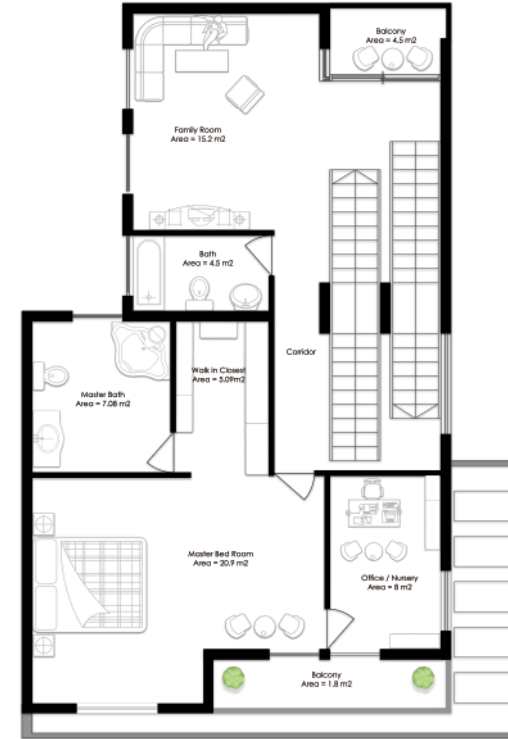 Balcony
Area = 4.5 m2
Family Room
Area = 15.2 m2
Bath
Area = 4.5 m2
Corridor
Walk in Closest
Area = 5.09m2
Master Bath
Area = 7.08 m2
Master Bed Room
Area = 20.9 m2
Office / Nursery
Area = 8 m2
Balcony
Area = 1.8 m2